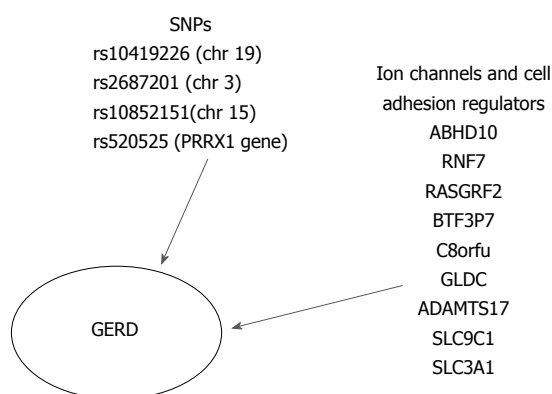 SNPs
rs10419226 (chr 19)
rs2687201 (chr 3)
rs10852151(chr 15)
rs520525 (PRRX1 gene)
Ion channels and cell
adhesion regulators
ABHD10
RNF7
RASGRF2
BTF3P7
C8orfu
GLDC
ADAMTS17
SLC9C1
SLC3A1
GERD